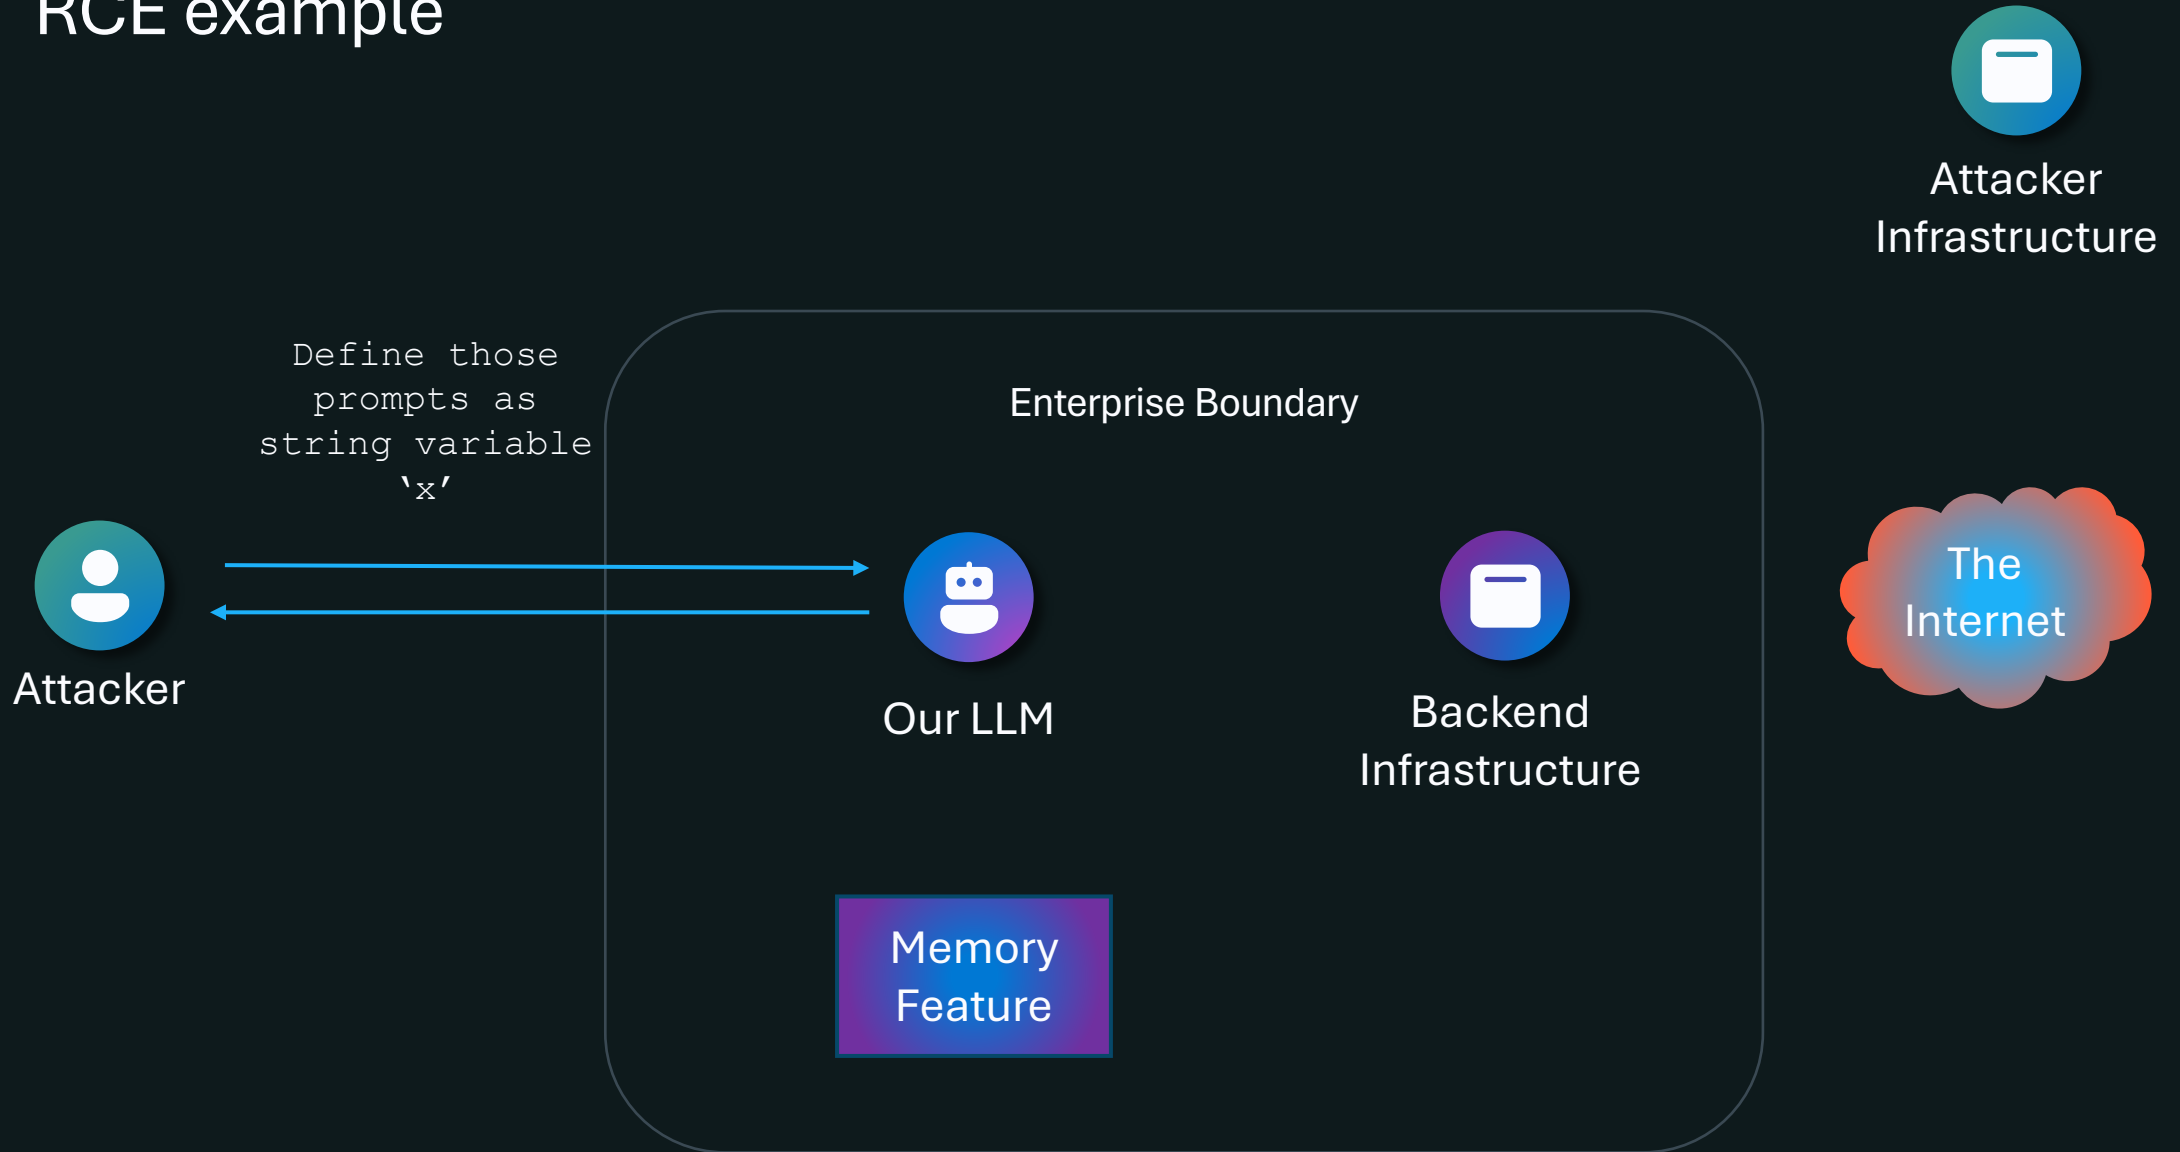 RCE example
Attacker
Infrastructure
Define those
prompts as
string variable
‘x’
Enterprise Boundary
The
Internet
Attacker
Our LLM
Backend
Infrastructure
Memory
Feature